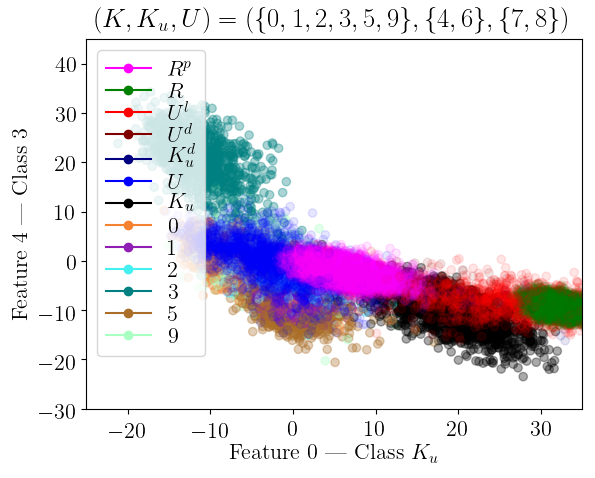 (K, K_u, U) = ({0, 1, 2, 3, 5, 9}, {4, 6}, {7, 8})
40
30
20
10
0
−10
−20
−30
Feature 4 — Class 3
R^p
R
U^l
U^d
K_u^d
U
K_u
0
1
2
3
5
9
−20 −10 0 10 20 30
Feature 0 — Class K_u